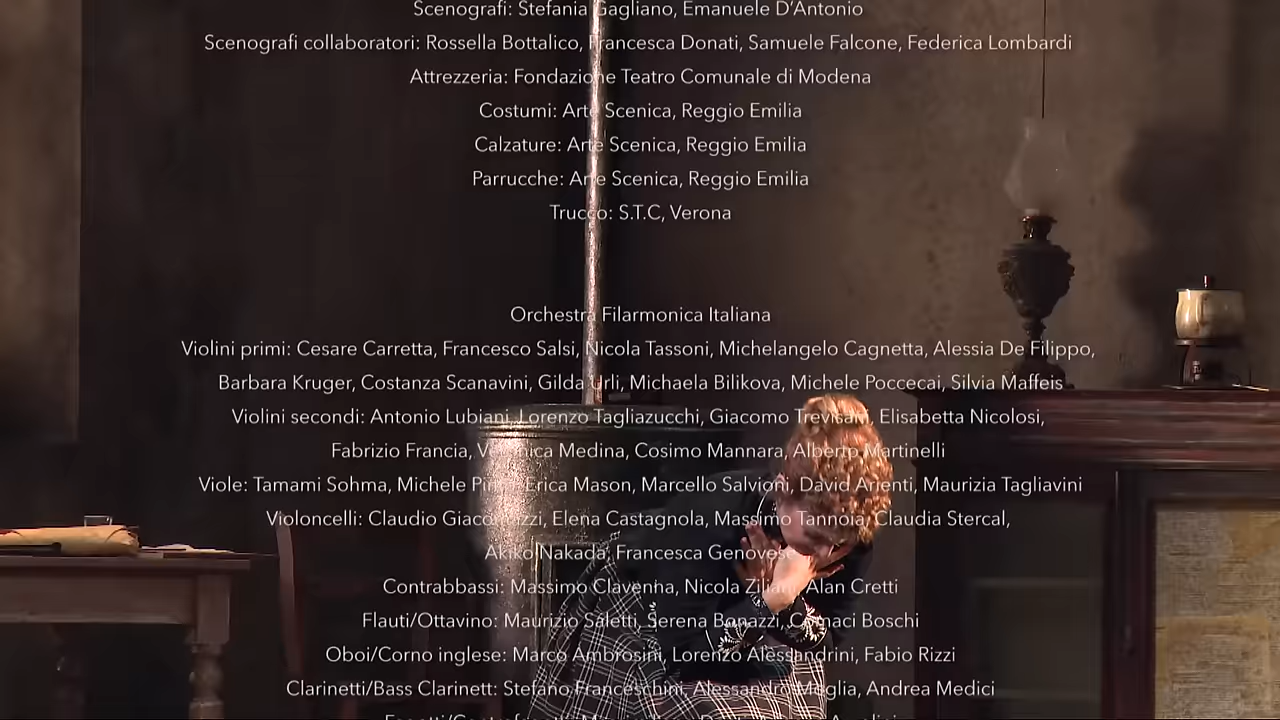 Scenografi: Stefania Gagliano, Emanuele D'Antonio
Scenografi collaboratori: Rossella Bottalico, Francesca Donati, Samuele Falcone, Federica Lombardi
Attrezzeria: Fondazione Teatro Comunale di Modena
Costumi: Arte Scenica, Reggio Emilia
Calzature: Arte Scenica, Reggio Emilia
Parrucche: Arte Scenica, Reggio Emilia
Trucco: S.T.C, Verona
Orchestra Filarmonica Italiana
Violini primi: Cesare Carretta, Francesco Salsi, Nicola Tassoni, Michelangelo Cagnetta, Alessia De Filippo,
Barbara Kruger, Costanza Scanavini, Gilda Urli, Michaela Bilikova, Michele Poccecai, Silvia Maffeis
Violini secondi: Antonio Lubiani, Lorenzo Tagliazucchi, Giacomo Trevisani, Elisabetta Nicolosi,
Fabrizio Francia, Veronica Medina, Cosimo Mannara, Alberto Martinelli
Viole: Tamami Sohma, Michele Erica Mason, Marcello Salvioni, David Arienti, Maurizia Tagliavini
Violoncelli: Claudio Elena Castagnola, Massimo Tannoia, Claudia Stercal,
Akiko Nakada, Francesca Genovese
Contrabbassi: Massimo Clavenna, Nicola Ziliani, Alan Cretti
Flauti/Ottavino: Maurizio Saletti, Serena Bonazzi, Boschi
Oboi/Corno inglese: Marco Ambrosini, Lorenzo Alessandrini, Fabio Rizzi
Clarinetti/Bass Clarinett: Stefano Franceschini, Alessandro Meglia, Andrea Medici